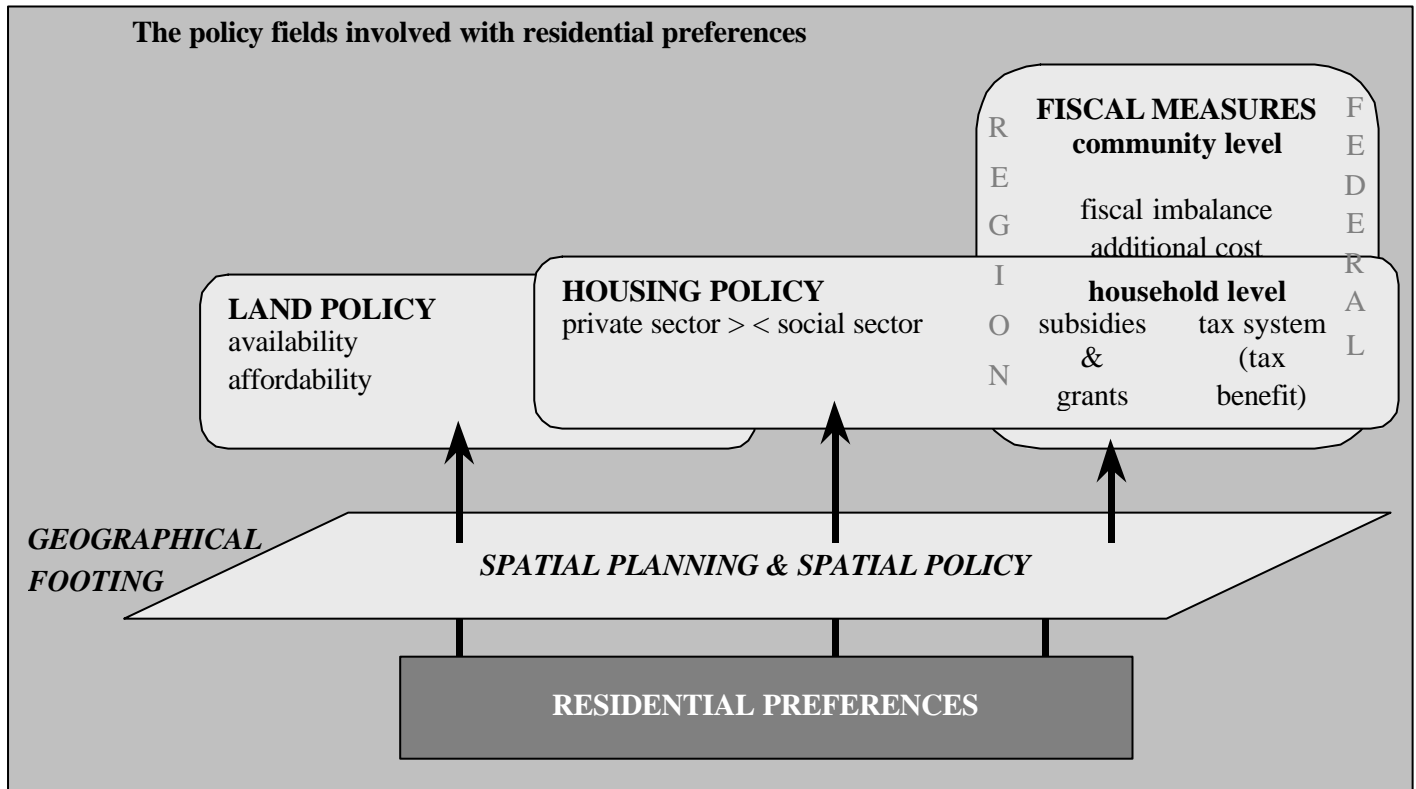 The policy fields involved with residential preferences
FISCAL MEASURES
community level
fiscal imbalance
additional cost
REGION
FEDERAL
LAND POLICY
availability
affordability
HOUSING POLICY
private sector > < social sector
household level
subsidies
&
grants
tax system
(tax
benefit)
GEOGRAPHICAL
FOOTING
SPATIAL PLANNING & SPATIAL POLICY
RESIDENTIAL PREFERENCES